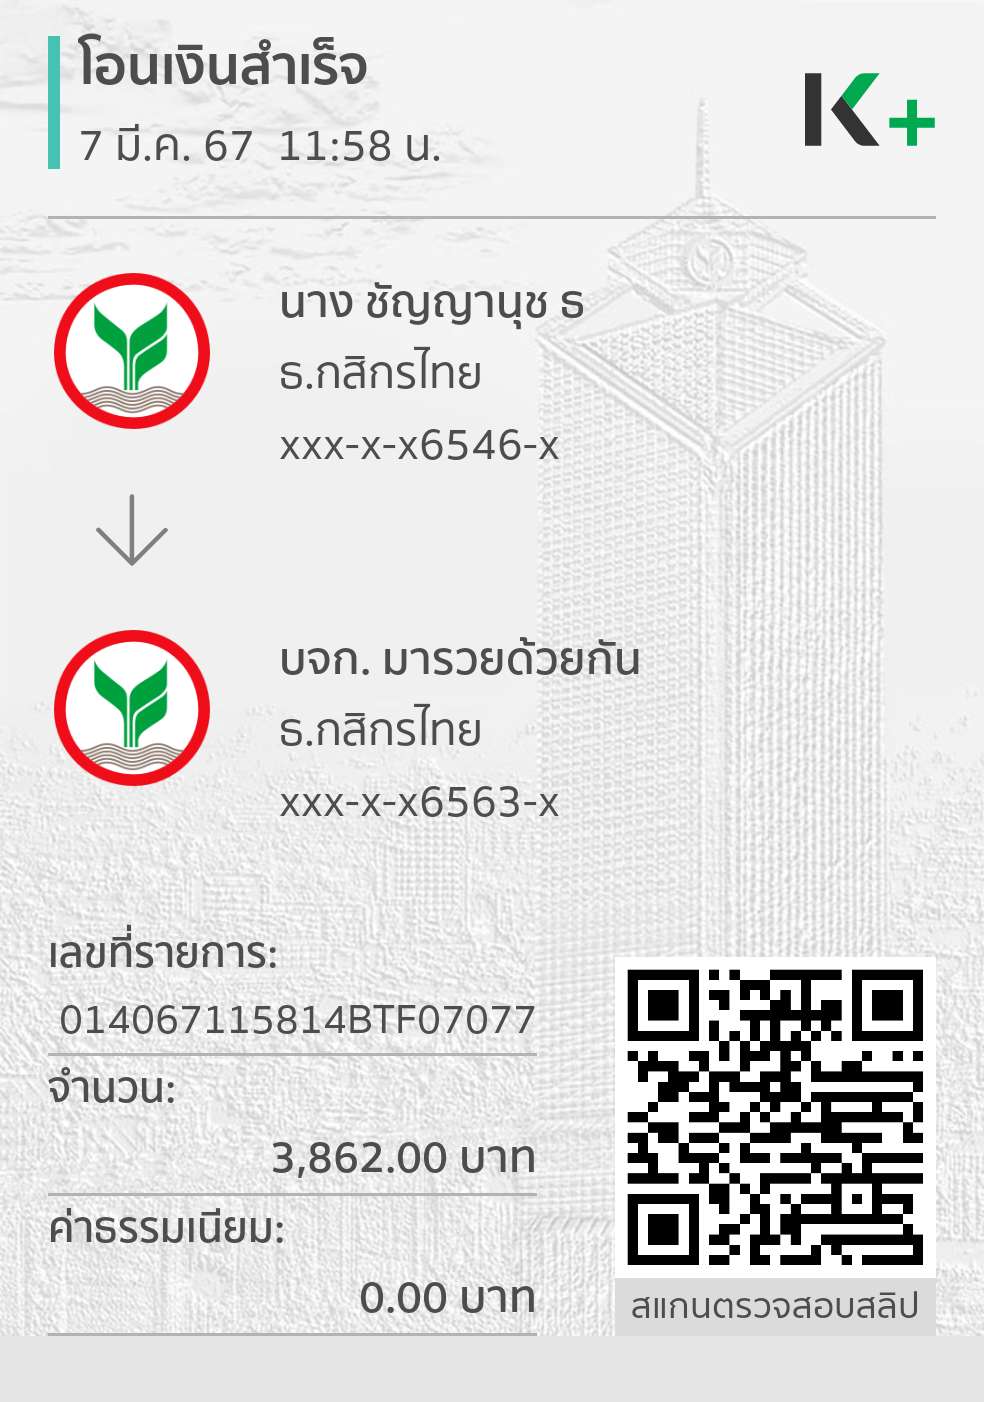 โอนเงินสำเร็จ
7 มี.ค. 67 11:58 น.
K+
นาง ชัญญานุช ธ
ธ.กสิกรไทย
xxx-x-x6546-x
บจก. มารวยด้วยกัน
ธ.กสิกรไทย
xxx-x-x6563-x
เลขที่รายการ:
014067115814BTF07077
จำนวน:
3,862.00 บาท
ค่าธรรมเนียม:
0.00 บาท
สแกนตรวจสอบสลิป